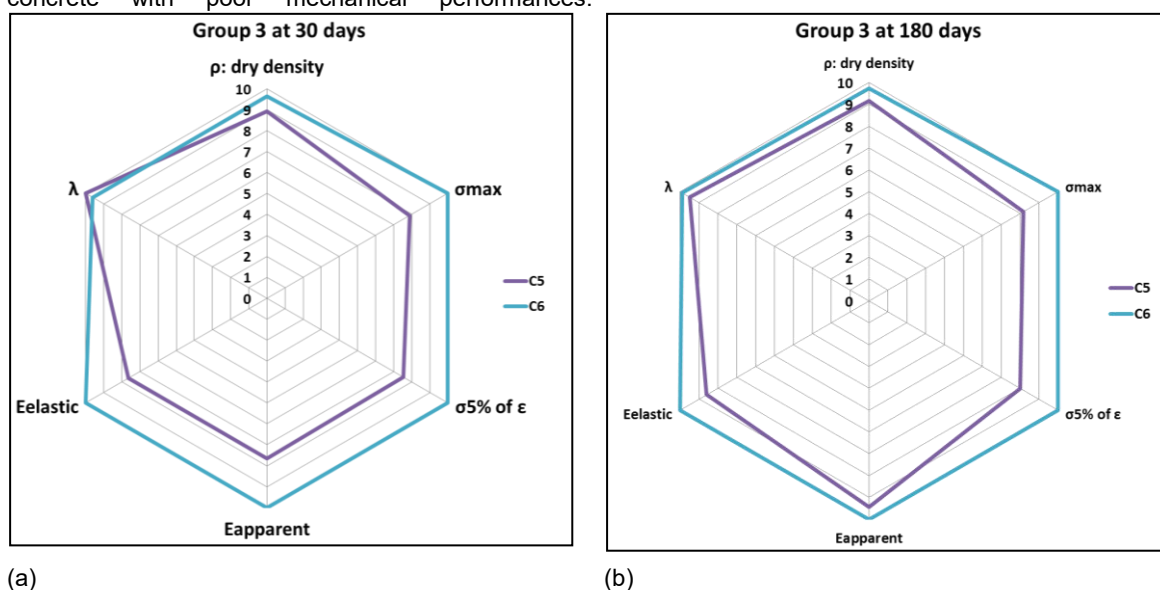 concrete with poor mechanical performances.
Group 3 at 30 days
ρ: dry density
10
9
8
7
6
5
4
3
2
1
0
λ
σmax
Eelastic
σ5% of ε
Eapparent
C5
C6
Group 3 at 180 days
ρ: dry density
10
9
8
7
6
5
4
3
2
1
0
λ
σmax
Eelastic
σ5% of ε
Eapparent
C5
C6
(a)
(b)